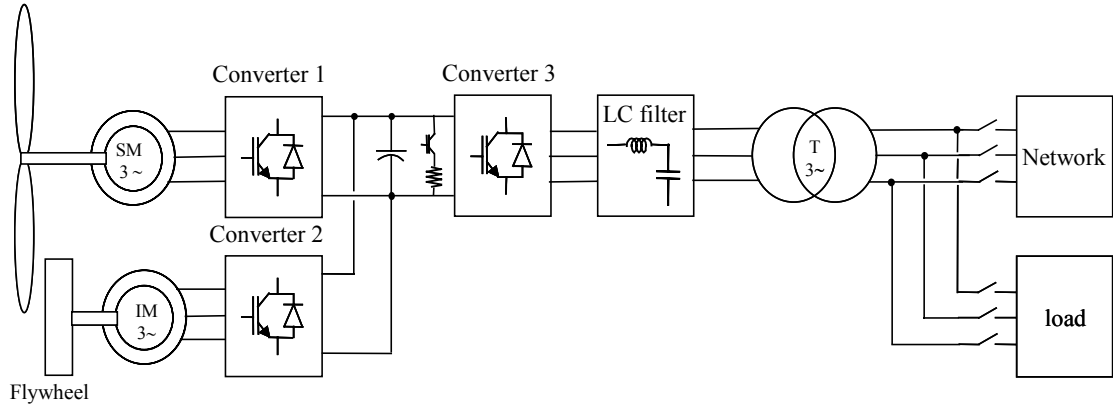 Converter 1
Converter 3
LC filter
SM
3 ~
T
3~
Network
Converter 2
IM
3~
load
Flywheel